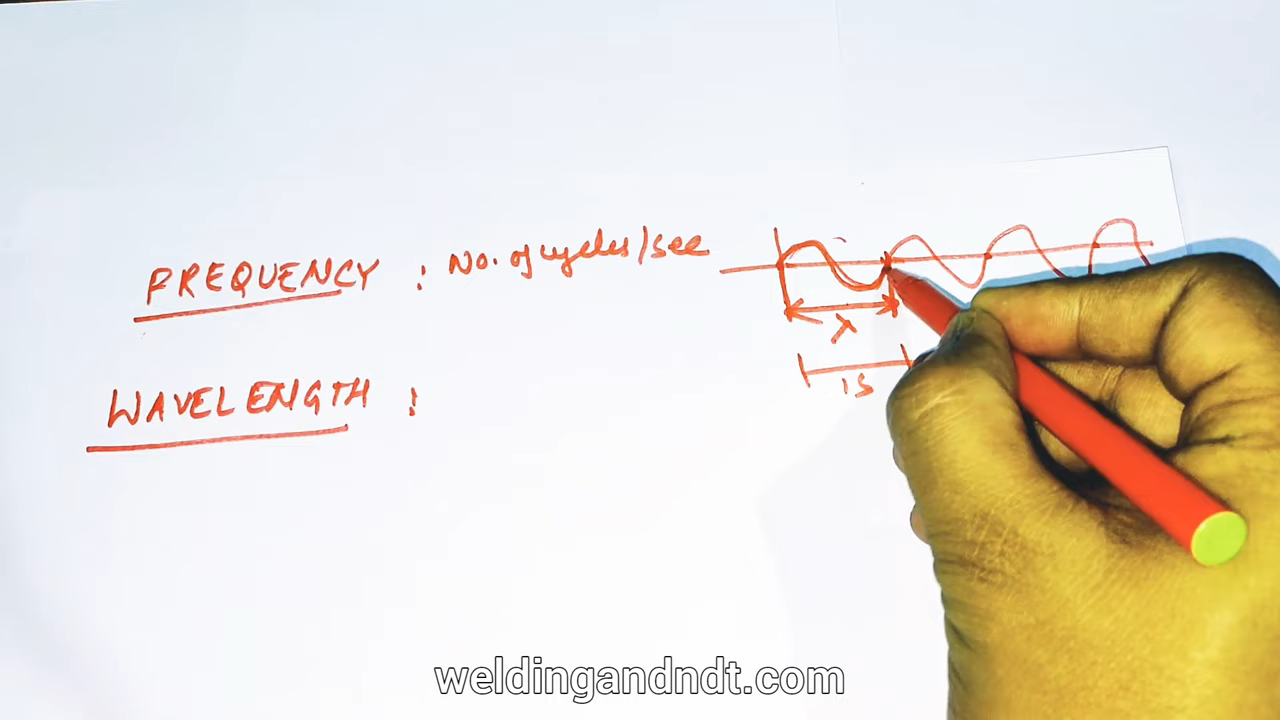 FREQUENCY : No. of cycles/sec
λ
1s
WAVELENGTH :
weldingandndt.com